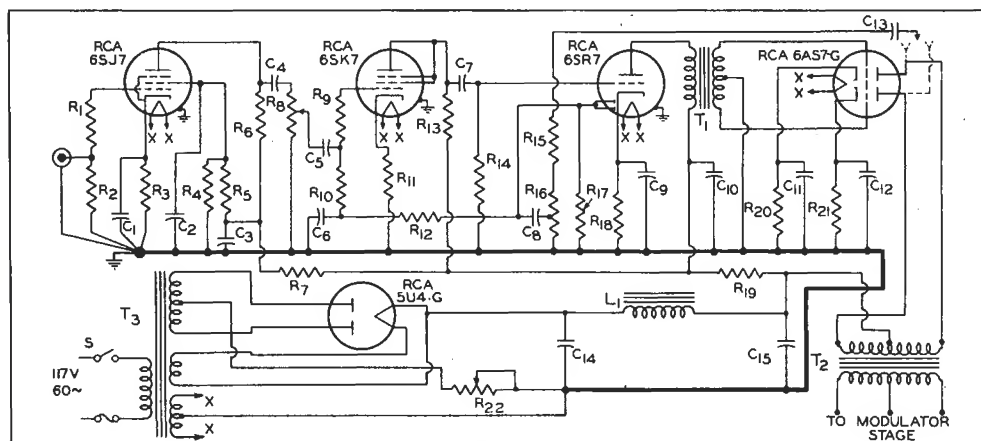 RCA
6SJ7
RCA
6SK7
RCA
6SR7
RCA 6AS7-G
C13
C4
C7
R1
R8
R9
R6
R13
T1
C5
R15
R14
R2
R3
R4
R5
R10
R11
R16
R17
C9
C10
C11
C12
C1
C2
C3
C6
R12
C8
R18
R20
R21
X X
X X
X X
X
X
T3
R7
RCA
5U4-G
L1
R19
S
117V
60~
C14
C15
T2
X
X
R22
TO MODULATOR
STAGE